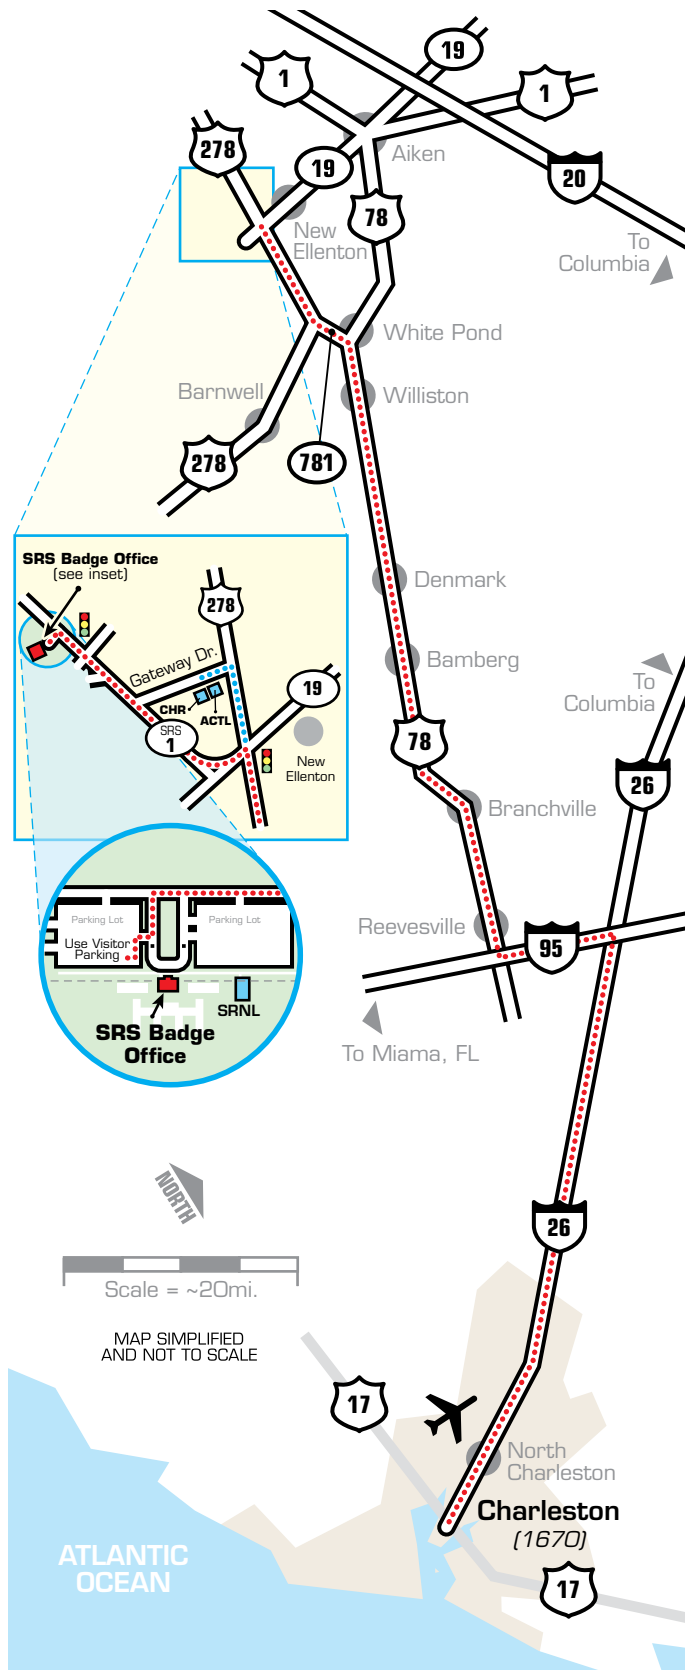 19
1
1
278
Aiken
19
20
78
New
Ellenton
To
Columbia
White Pond
Barnwell
Williston
278
781
SRS Badge Office
(see inset)
278
Denmark
Gateway Dr.
Bamberg
19
CHR
ACTL
To
Columbia
SRS
1
78
New
Ellenton
26
Branchville
Parking Lot
Parking Lot
Reevesville
Use Visitor
Parking
95
SRNL
SRS Badge
Office
To Miama, FL
NORTH
26
Scale = ~20mi.
MAP SIMPLIFIED
AND NOT TO SCALE
17
North
Charleston
Charleston
(1670)
ATLANTIC
OCEAN
17